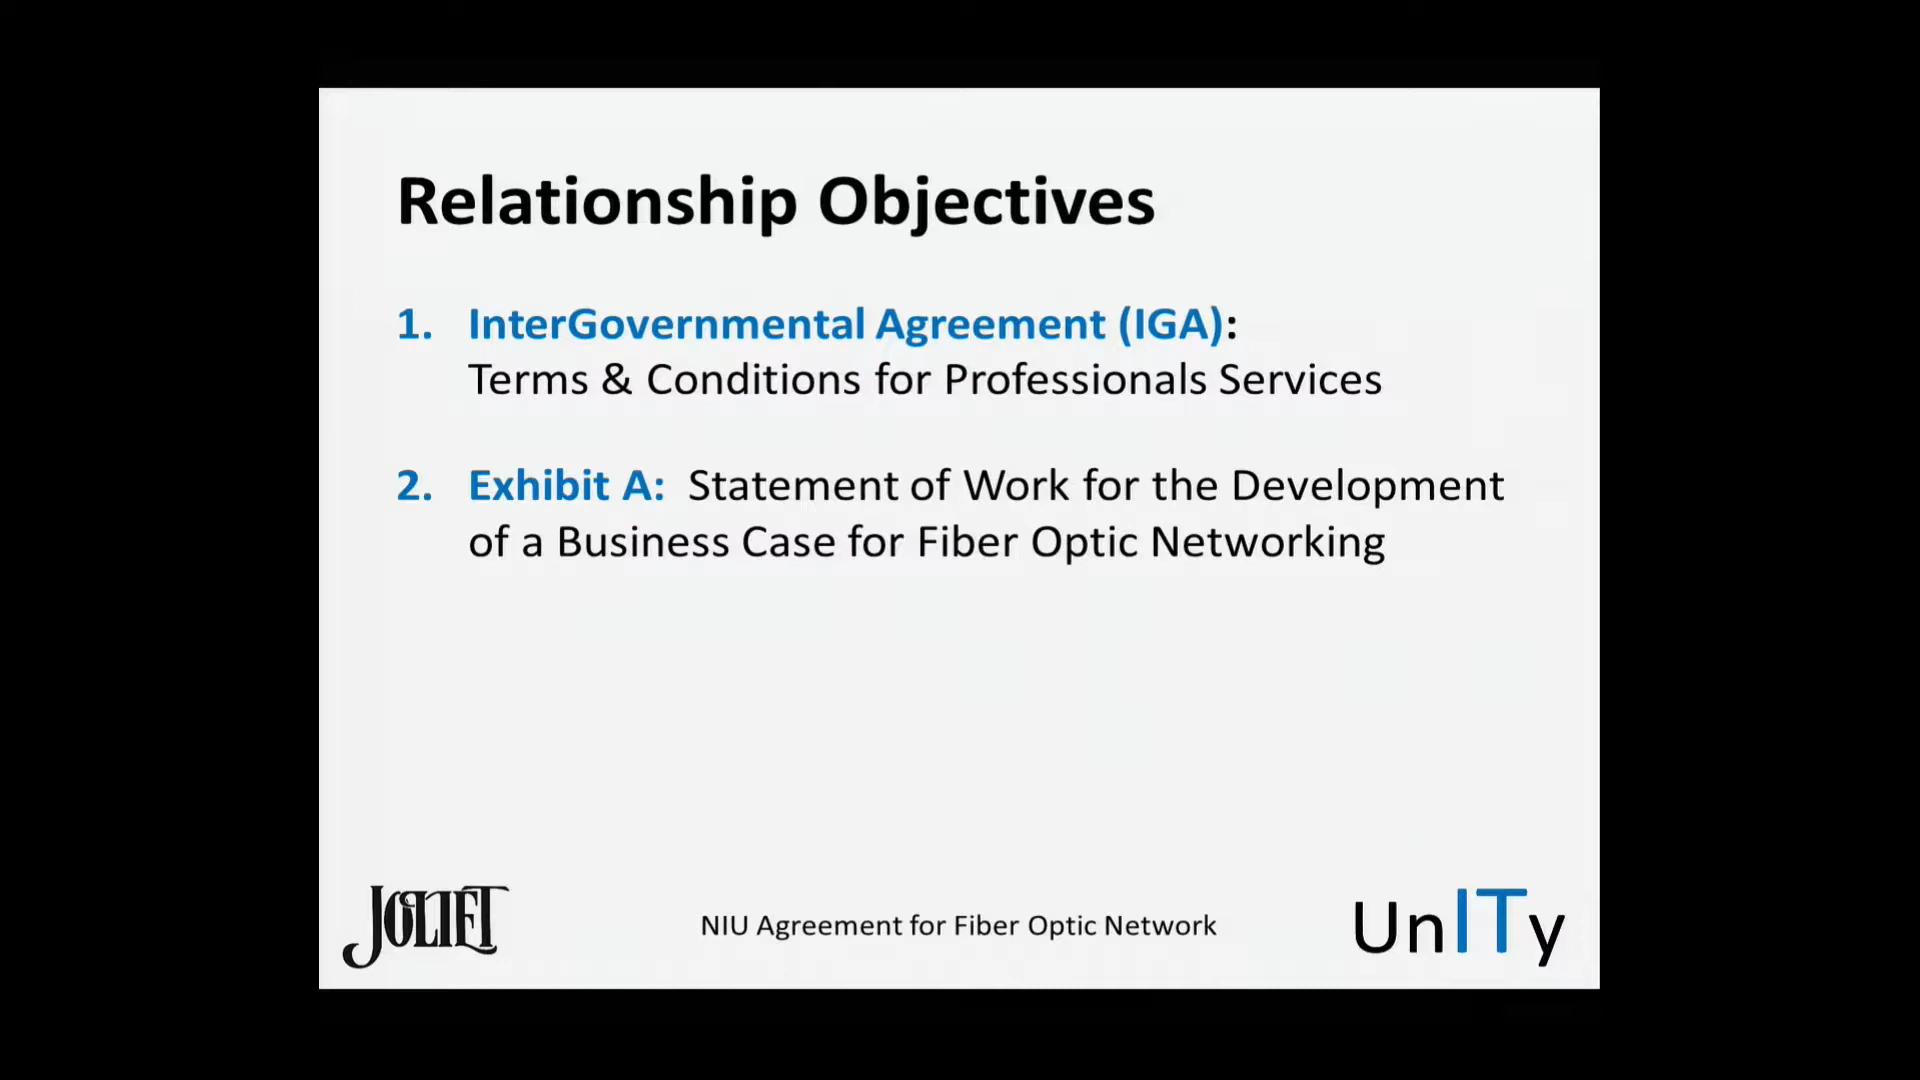 Relationship Objectives
1. InterGovernmental Agreement (IGA):
Terms & Conditions for Professionals Services
2. Exhibit A: Statement of Work for the Development
of a Business Case for Fiber Optic Networking
JOLIET
NIU Agreement for Fiber Optic Network
UnITy